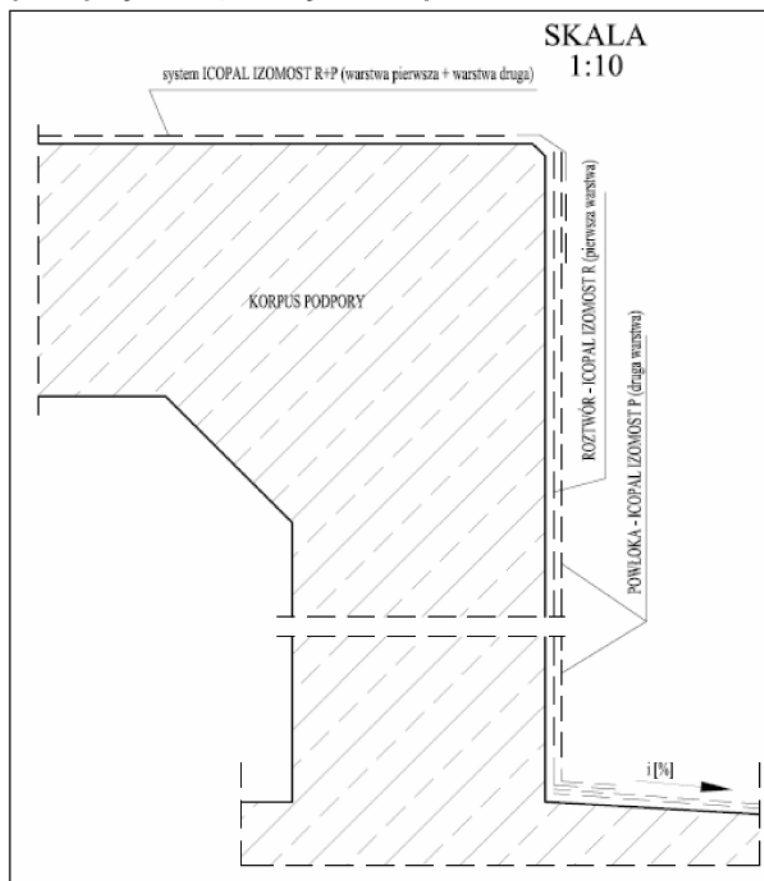 SKALA
1:10
system ICOPAL IZOMOST R+P (warstwa pierwsza + warstwa druga)
KORPUS PODPORY
ROZTWÓR - ICOPAL IZOMOST R (pierwsza warstwa)
POWŁOKA - ICOPAL IZOMOST P (druga warstwa)
i [%]